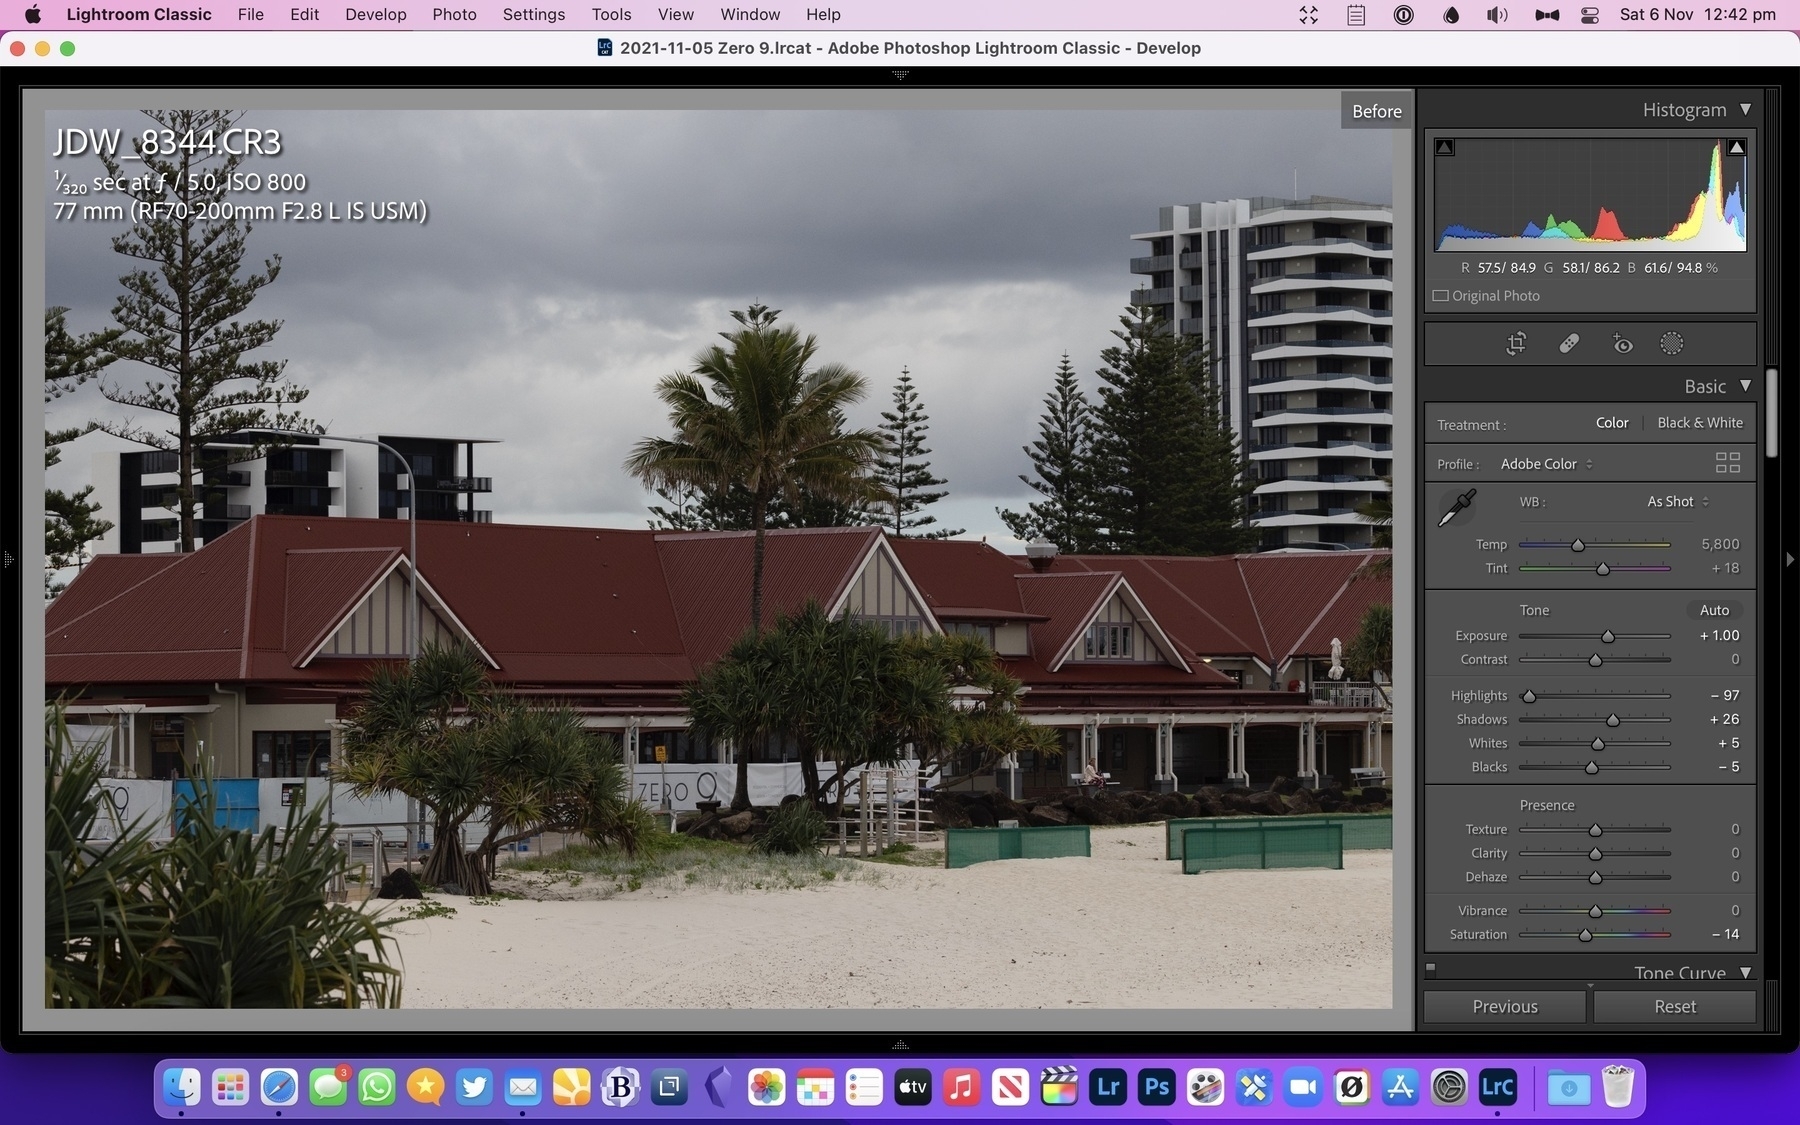 Lightroom Classic File Edit Develop Photo Settings Tools View Window Help Sat 6 Nov 12:42 pm
2021-11-05 Zero 9.lrcat - Adobe Photoshop Lightroom Classic - Develop
Before
JDW_8344.CR3
1/320 sec at ƒ / 5.0, ISO 800
77 mm (RF70-200mm F2.8 L IS USM)
ZERO 9
9
Histogram
R 57.5/ 84.9 G 58.1/ 86.2 B 61.6/ 94.8 %
Original Photo
Basic
Treatment : Color Black & White
Profile : Adobe Color
WB : As Shot
Temp 5,800
Tint + 18
Tone Auto
Exposure + 1.00
Contrast 0
Highlights − 97
Shadows + 26
Whites + 5
Blacks − 5
Presence
Texture 0
Clarity 0
Dehaze 0
Vibrance 0
Saturation − 14
Tone Curve
Previous Reset
3
B
tv
Lr
Ps
LrC